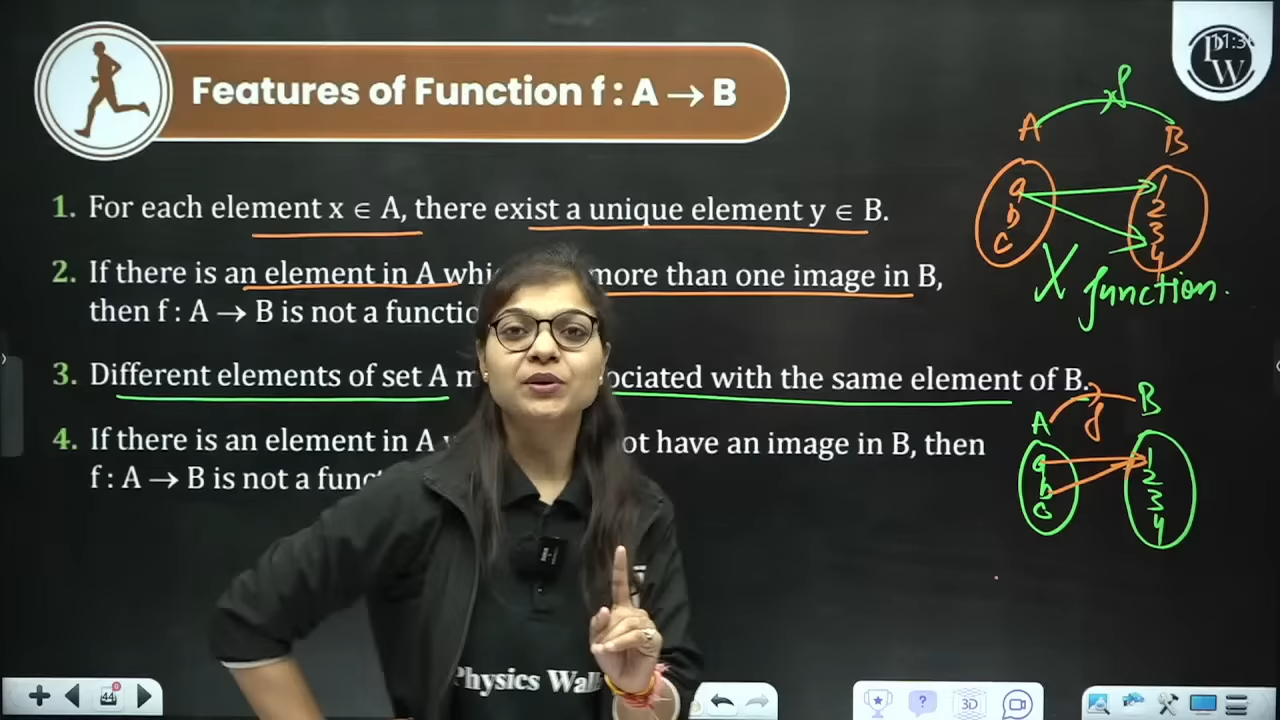 Features of Function f : A → B
1. For each element x ∈ A, there exist a unique element y ∈ B.
2. If there is an element in A more than one image in B,
then f : A → B is not a
3. Different elements of set A with the same element of B.
4. If there is an element in A have an image in B, then
f : A → B is not a
f
A B
a 1
b 2
c 3
4
X function.
f
A B
a 1
b 2
c 3
4
PW
Physics
44
3D